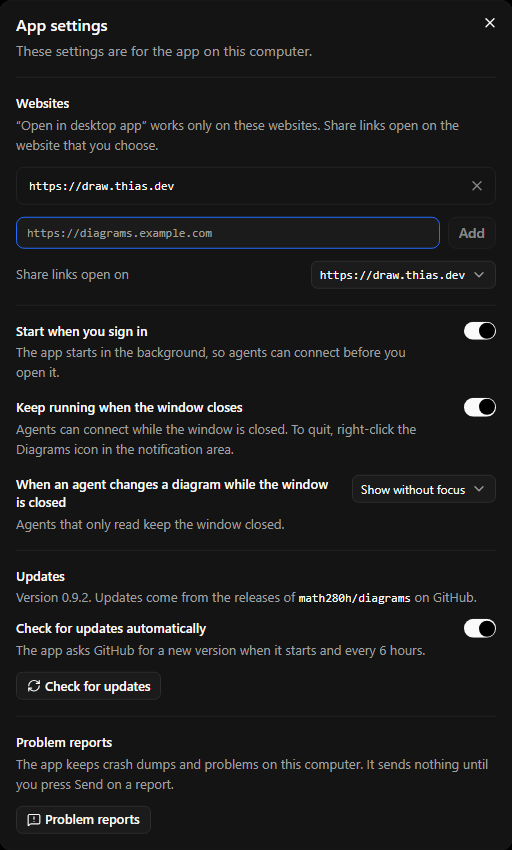 App settings
These settings are for the app on this computer.
Websites
“Open in desktop app” works only on these websites. Share links open on the
website that you choose.
https://draw.thias.dev
https://diagrams.example.com
Add
Share links open on
https://draw.thias.dev
Start when you sign in
The app starts in the background, so agents can connect before you
open it.
Keep running when the window closes
Agents can connect while the window is closed. To quit, right-click the
Diagrams icon in the notification area.
When an agent changes a diagram while the window
is closed
Show without focus
Agents that only read keep the window closed.
Updates
Version 0.9.2. Updates come from the releases of math280h/diagrams on GitHub.
Check for updates automatically
The app asks GitHub for a new version when it starts and every 6 hours.
Check for updates
Problem reports
The app keeps crash dumps and problems on this computer. It sends nothing until
you press Send on a report.
Problem reports